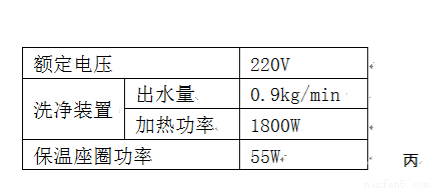 额定电压 220V
洗净装置 出水量 0.9kg/min
加热功率 1800W
保温座圈功率 55W
丙